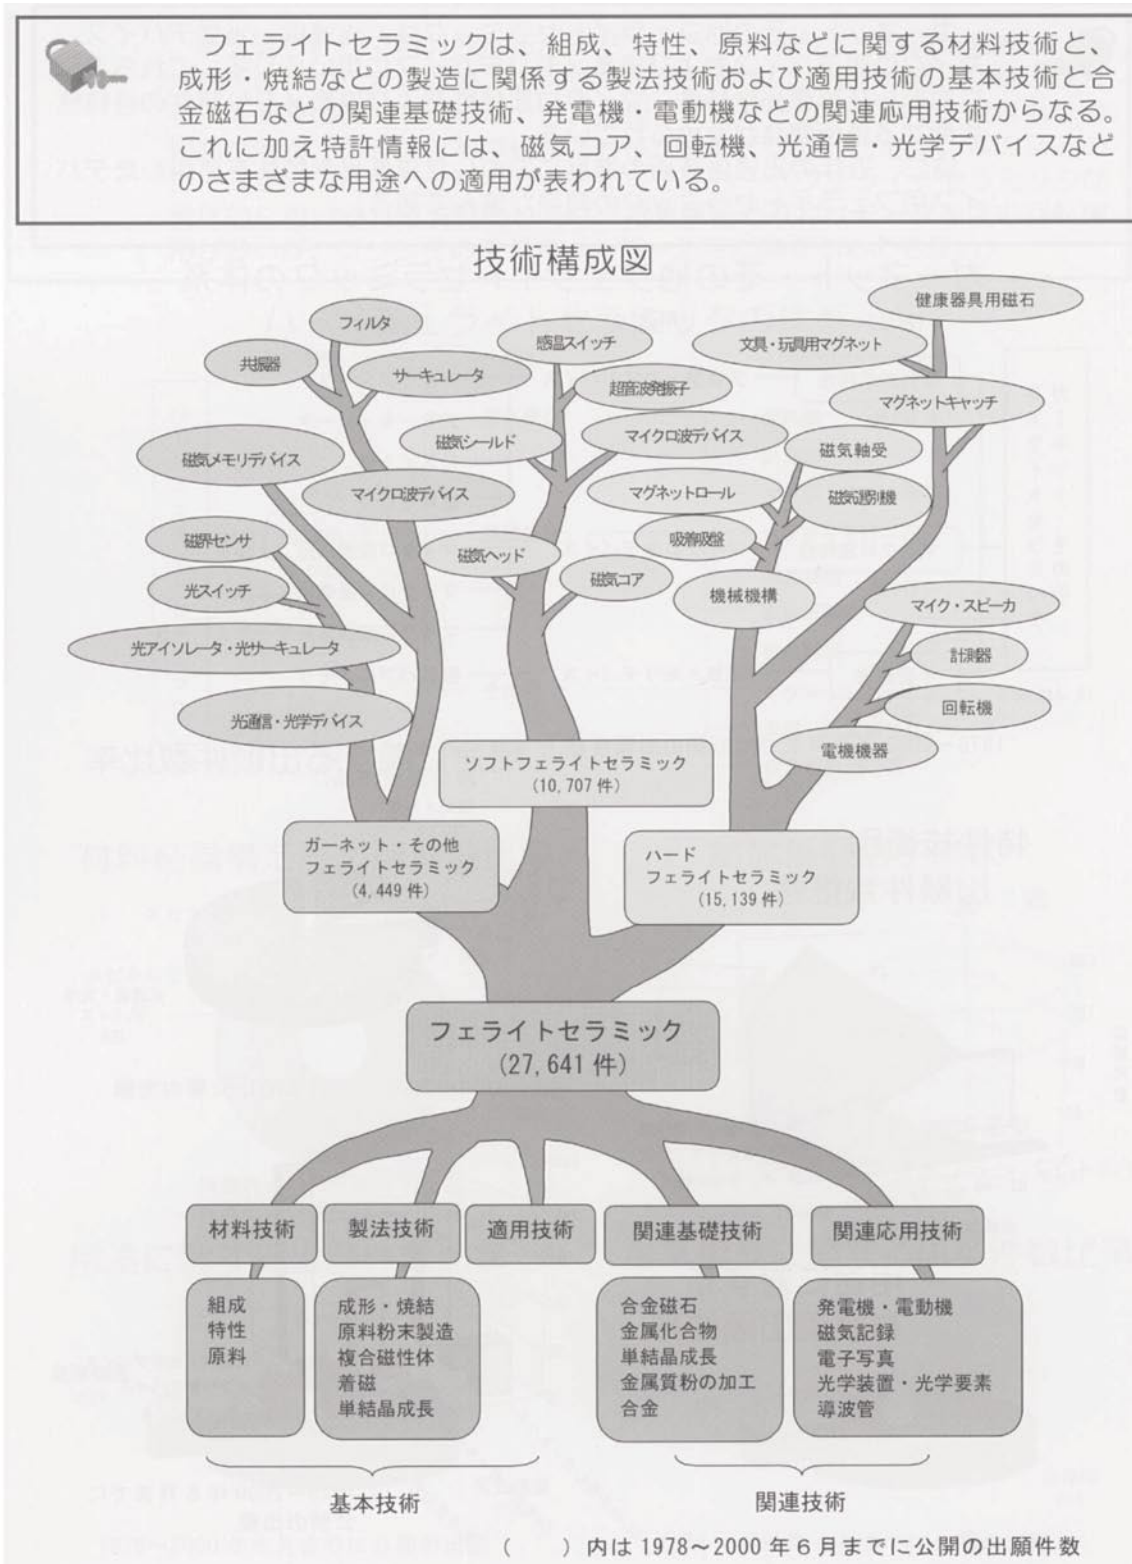 フェライトセラミックは、組成、特性、原料などに関する材料技術と、
成形・焼結などの製造に関係する製法技術および適用技術の基本技術と合
金磁石などの関連基礎技術、発電機・電動機などの関連応用技術からなる。
これに加え特許情報には、磁気コア、回転機、光通信・光学デバイスなど
のさまざまな用途への適用が表われている。
技術構成図
健康器具用磁石
フィルタ
感温スイッチ
文具・玩具用マグネット
共振器
サーキュレータ
超音波発振子
マグネットキャッチ
磁気シールド
マイクロ波デバイス
磁気軸受
磁気メモリデバイス
マイクロ波デバイス
マグネットロール
磁気選別機
磁界センサ
磁気ヘッド
吸着吸盤
光スイッチ
磁気コア
機械機構
マイク・スピーカ
光アイソレータ・光サーキュレータ
計測器
光通信・光学デバイス
回転機
電機機器
ソフトフェライトセラミック
(10,707 件)
ガーネット・その他
フェライトセラミック
(4,449 件)
ハード
フェライトセラミック
(15,139 件)
フェライトセラミック
(27,641 件)
材料技術
製法技術
適用技術
関連基礎技術
関連応用技術
組成
特性
原料
成形・焼結
原料粉末製造
複合磁性体
着磁
単結晶成長
合金磁石
金属化合物
単結晶成長
金属質粉の加工
合金
発電機・電動機
磁気記録
電子写真
光学装置・光学要素
導波管
基本技術
関連技術
（　　）内は 1978～2000 年６月までに公開の出願件数